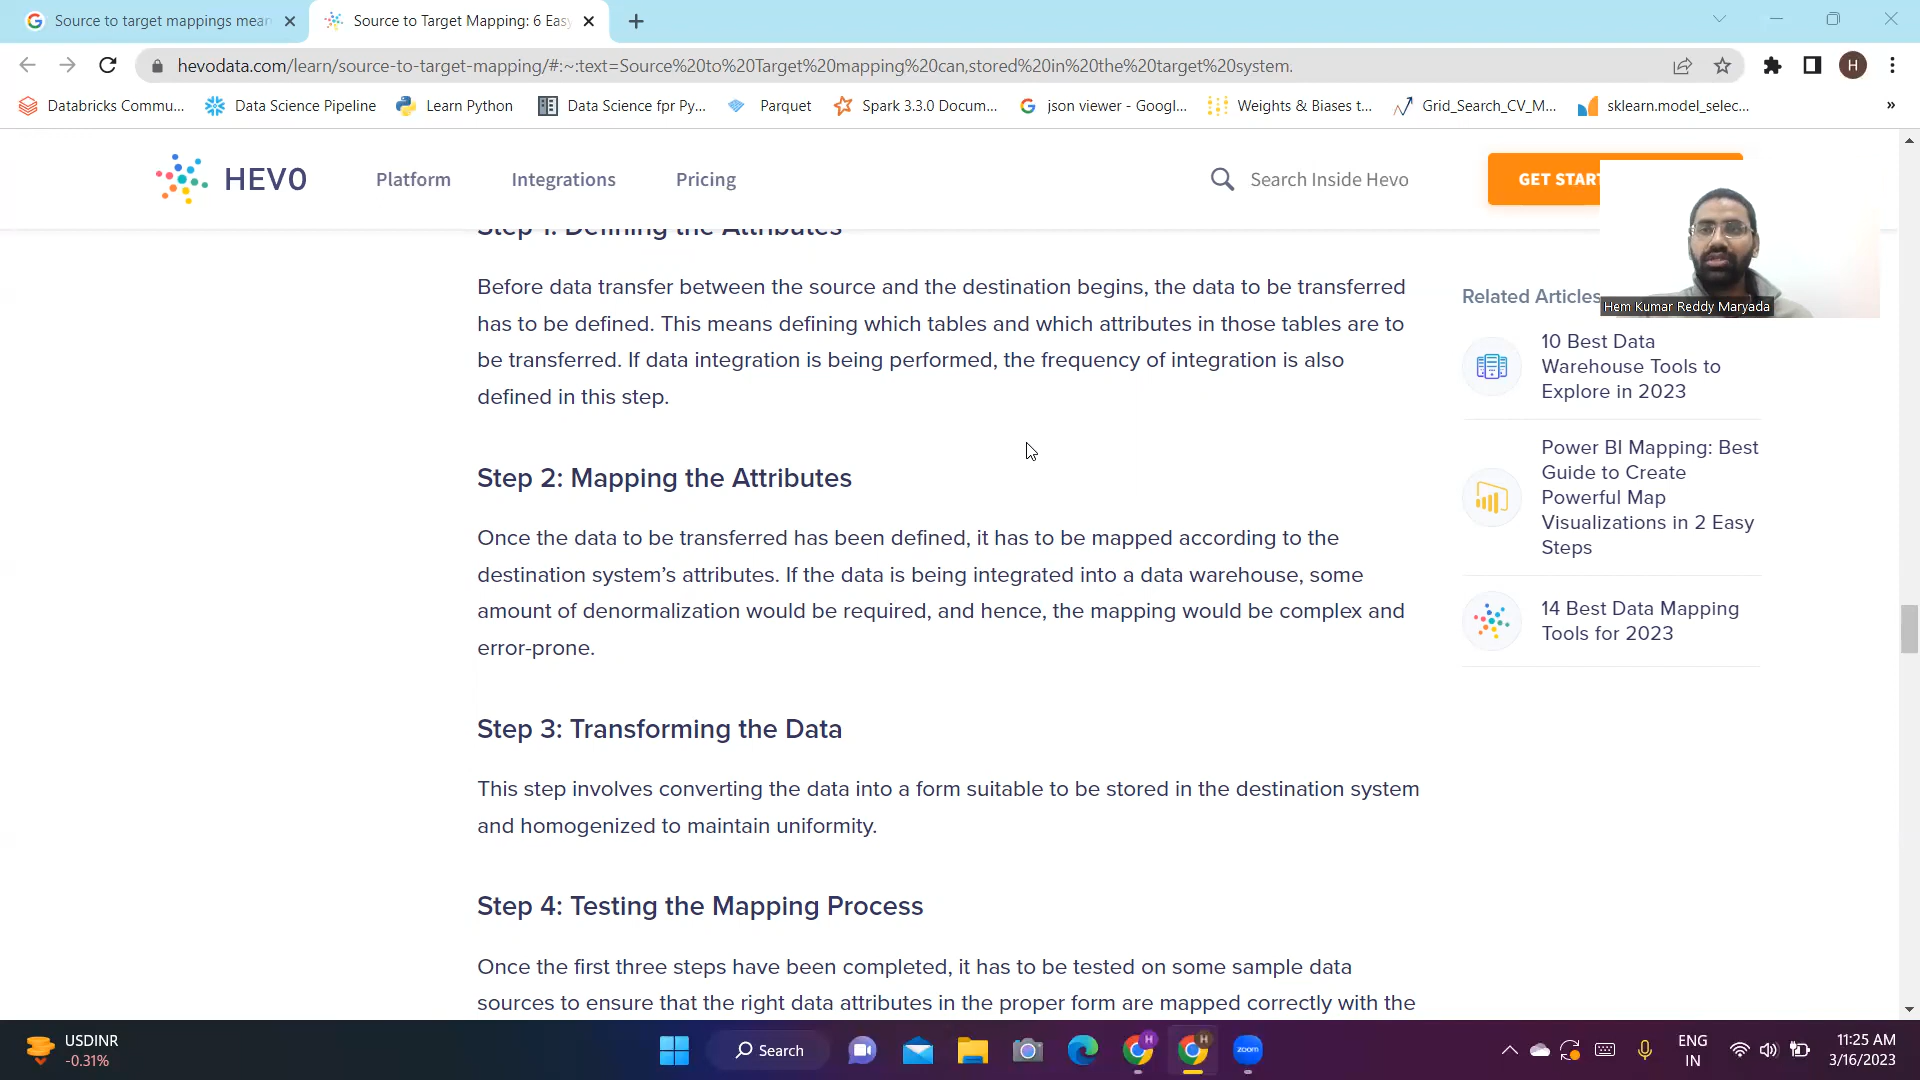 Source to target mappings mean
Source to Target Mapping: 6 Easy
hevodata.com/learn/source-to-target-mapping/#:~:text=Source%20to%20Target%20mapping%20can,stored%20in%20the%20target%20system.
H
Databricks Commu...
Data Science Pipeline
Learn Python
Data Science fpr Py...
Parquet
Spark 3.3.0 Docum...
json viewer - Googl...
Weights & Biases t...
Grid_Search_CV_M...
sklearn.model_selec...
»
HEVO
Platform
Integrations
Pricing
Search Inside Hevo
GET START
Step 1: Defining the Attributes
Before data transfer between the source and the destination begins, the data to be transferred
has to be defined. This means defining which tables and which attributes in those tables are to
be transferred. If data integration is being performed, the frequency of integration is also
defined in this step.
Step 2: Mapping the Attributes
Once the data to be transferred has been defined, it has to be mapped according to the
destination system’s attributes. If the data is being integrated into a data warehouse, some
amount of denormalization would be required, and hence, the mapping would be complex and
error-prone.
Step 3: Transforming the Data
This step involves converting the data into a form suitable to be stored in the destination system
and homogenized to maintain uniformity.
Step 4: Testing the Mapping Process
Once the first three steps have been completed, it has to be tested on some sample data
sources to ensure that the right data attributes in the proper form are mapped correctly with the
Hem Kumar Reddy Maryada
Related Articles
10 Best Data
Warehouse Tools to
Explore in 2023
Power BI Mapping: Best
Guide to Create
Powerful Map
Visualizations in 2 Easy
Steps
14 Best Data Mapping
Tools for 2023
USDINR
-0.31%
Search
H
H
zoom
ENG
IN
11:25 AM
3/16/2023